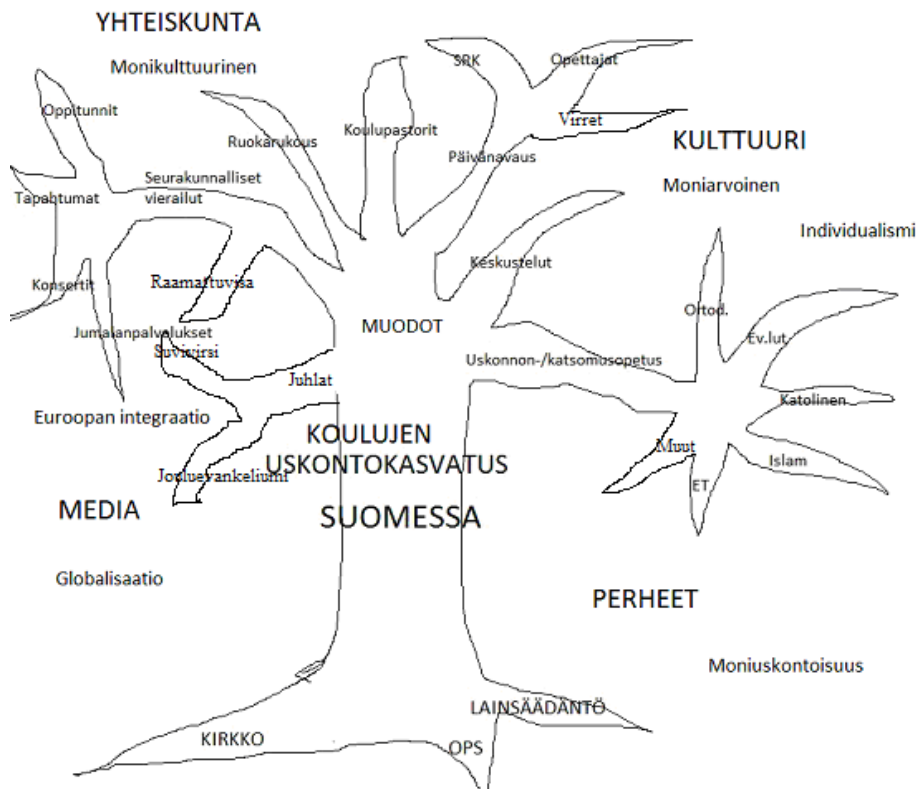 YHTEISKUNTA
Monikulttuurinen
SRK
Opettajat
Oppitunnit
Ruokarukous
Koulupastorit
Virret
KULTTUURI
Päivänavaus
Seurakunnalliset
vierailut
Tapahtumat
Moniarvoinen
Individualismi
Konsertit
Raamattuvisa
Keskustelut
Ortod.
Jumalanpalvelukset
MUODOT
Ev.lut.
Suvivirsi
Juhlat
Uskonnon-/katsomusopetus
Katolinen
Euroopan integraatio
KOULUJEN
USKONTOKASVATUS
SUOMESSA
Muut
Islam
ET
Jouluevankeliumi
MEDIA
Globalisaatio
PERHEET
Moniuskontoisuus
LAINSÄÄDÄNTÖ
KIRKKO
OPS